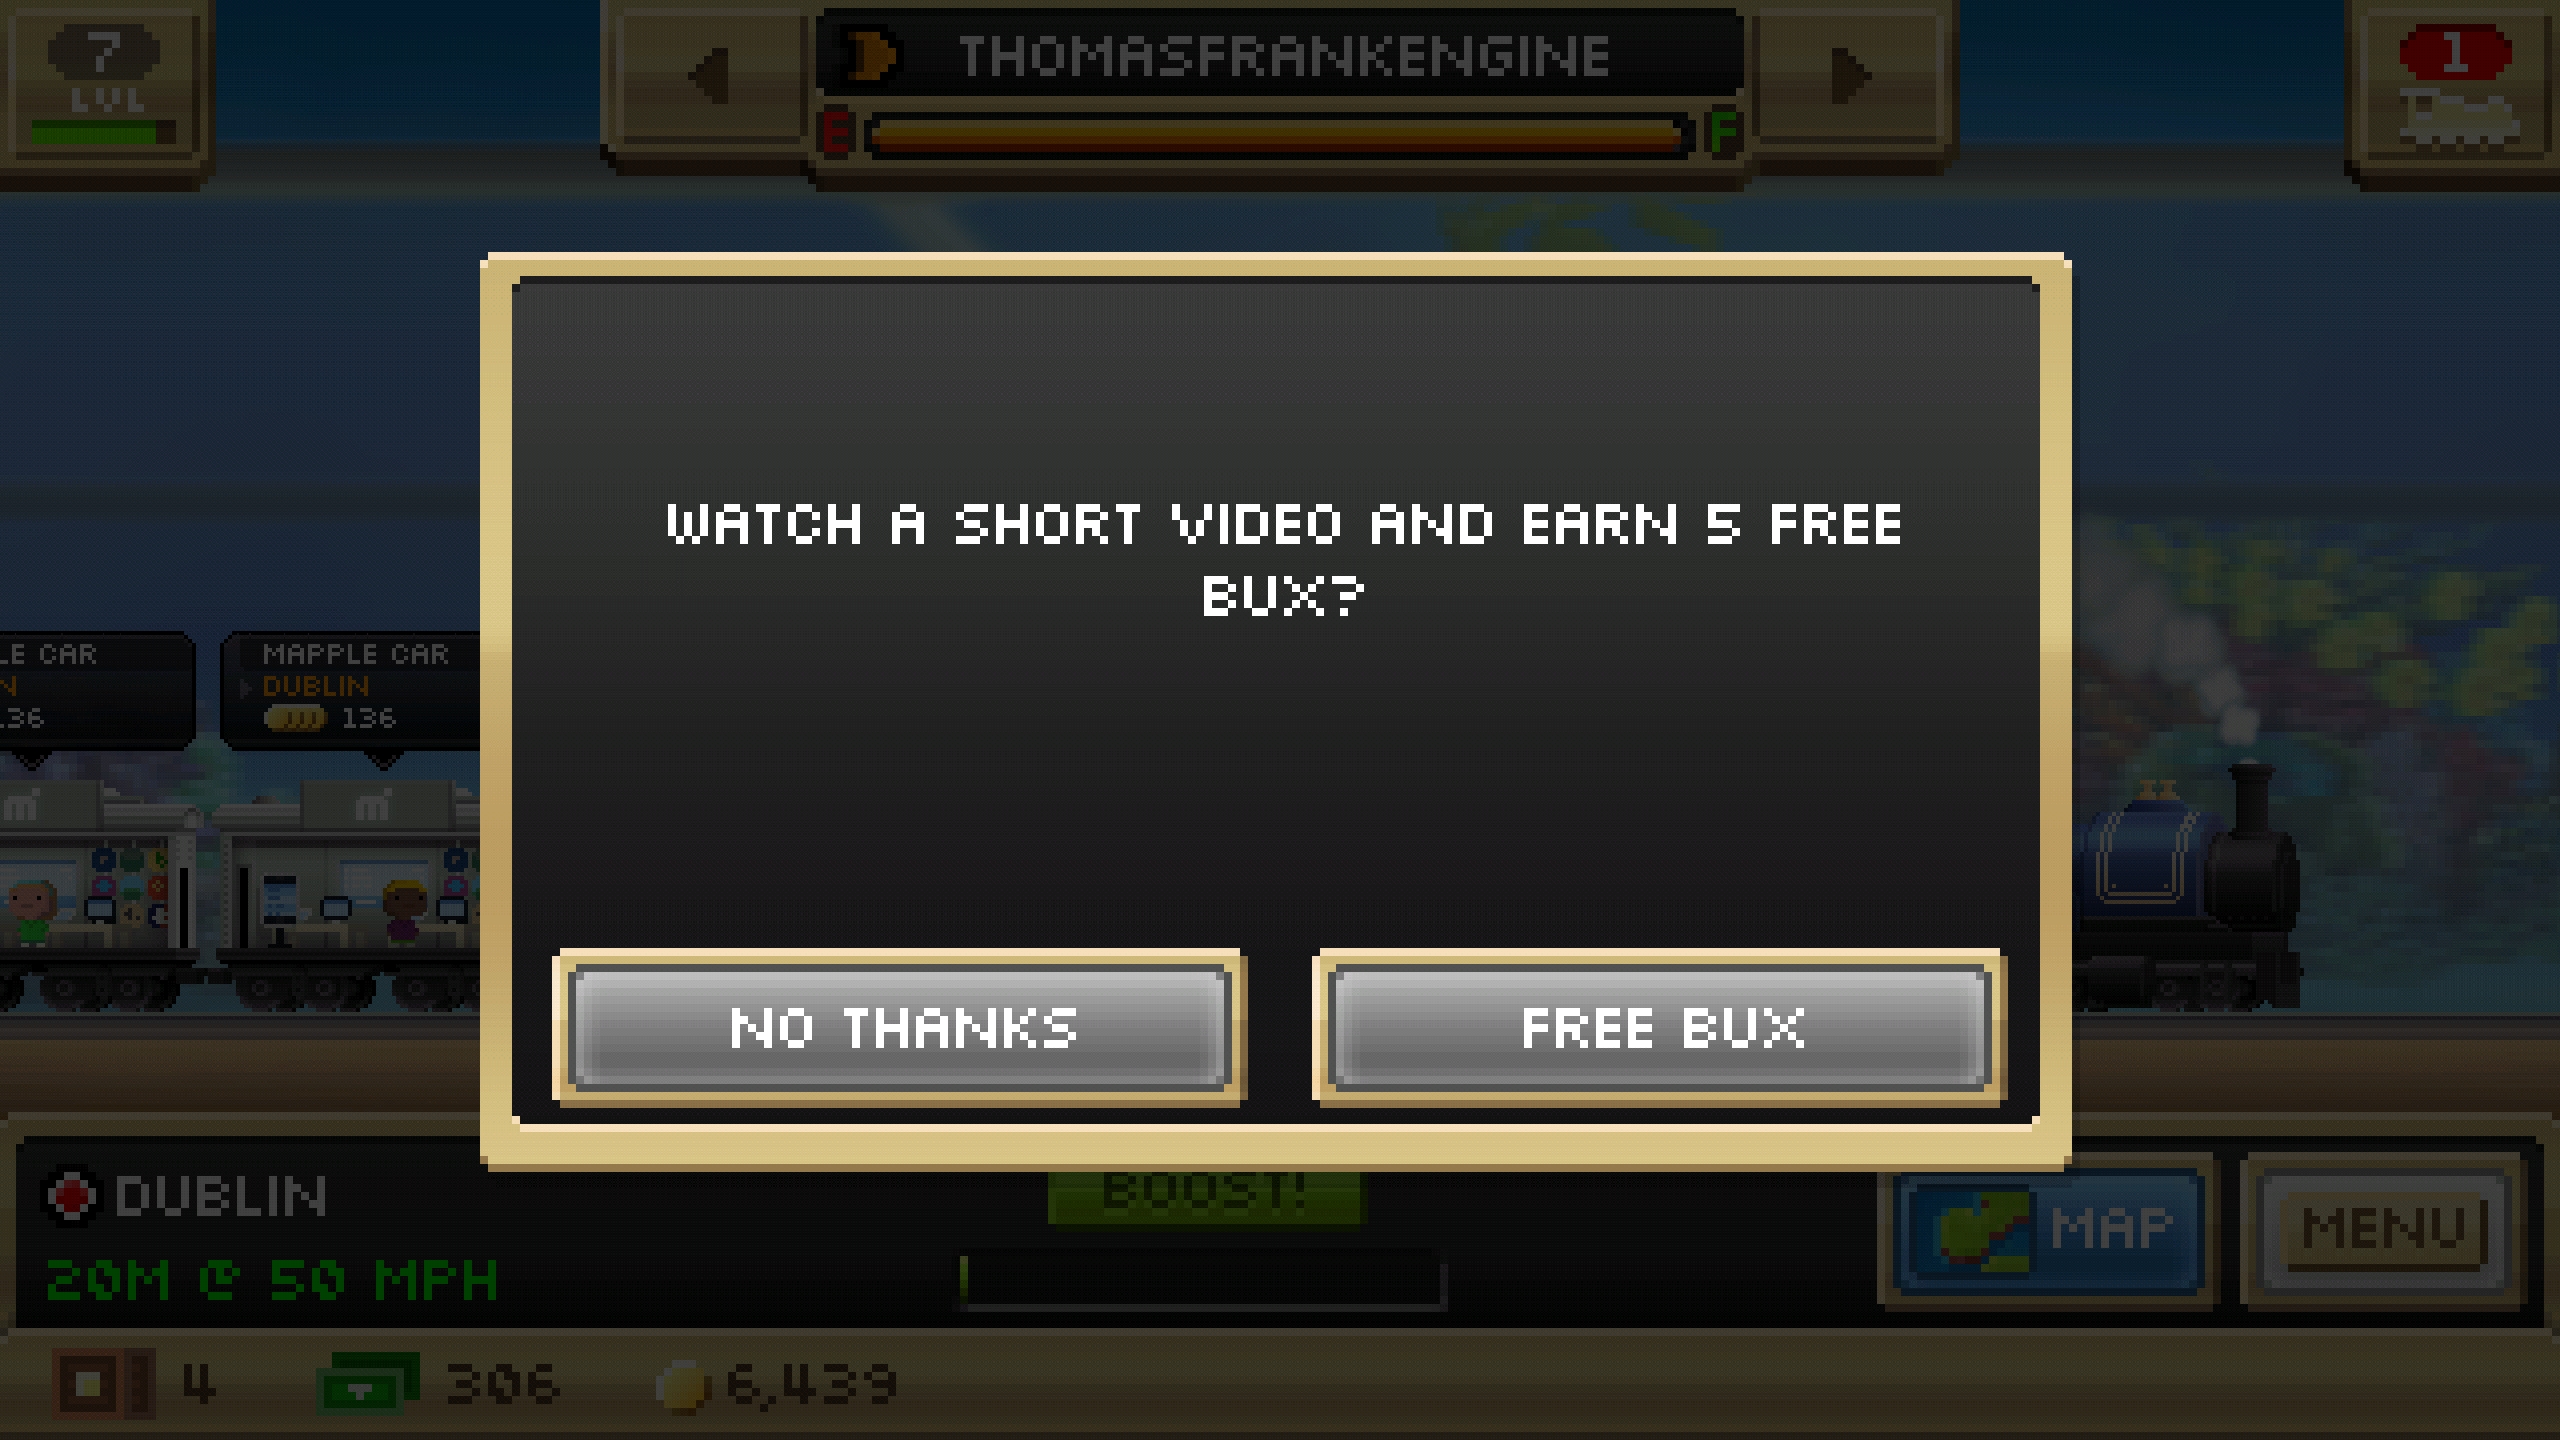 7
LVL
THOMASFRANKENGINE
E F
1
WATCH A SHORT VIDEO AND EARN 5 FREE
BUX?
LE CAR
N
136
MAPPLE CAR
DUBLIN
136
NO THANKS
FREE BUX
DUBLIN
20M @ 50 MPH
BOOST!
MAP
MENU
4
306
6,439